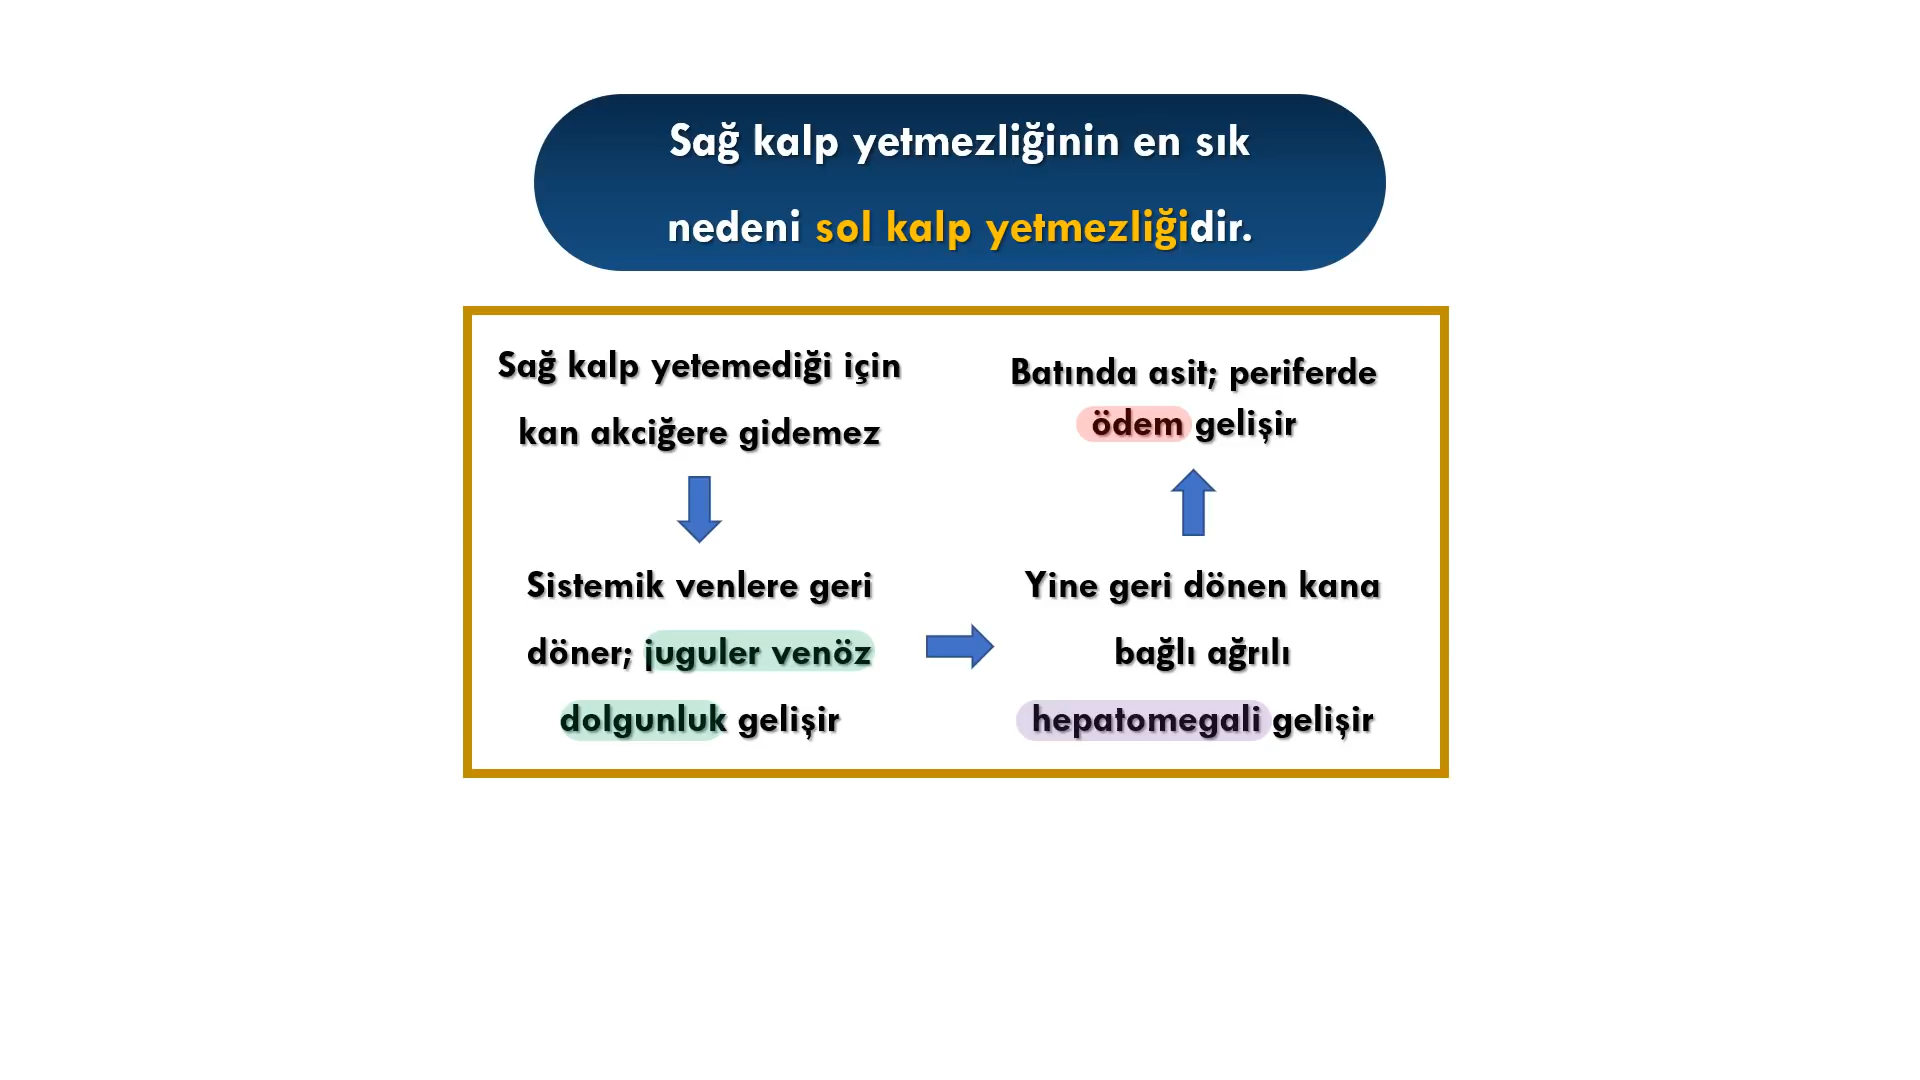 Sağ kalp yetmezliğinin en sık
nedeni sol kalp yetmezliğidir.
Sağ kalp yetemediği için
kan akciğere gidemez
Sistemik venlere geri
döner; juguler venöz
dolgunluk gelişir
Yine geri dönen kana
bağlı ağrılı
hepatomegali gelişir
Batında asit; periferde
ödem gelişir